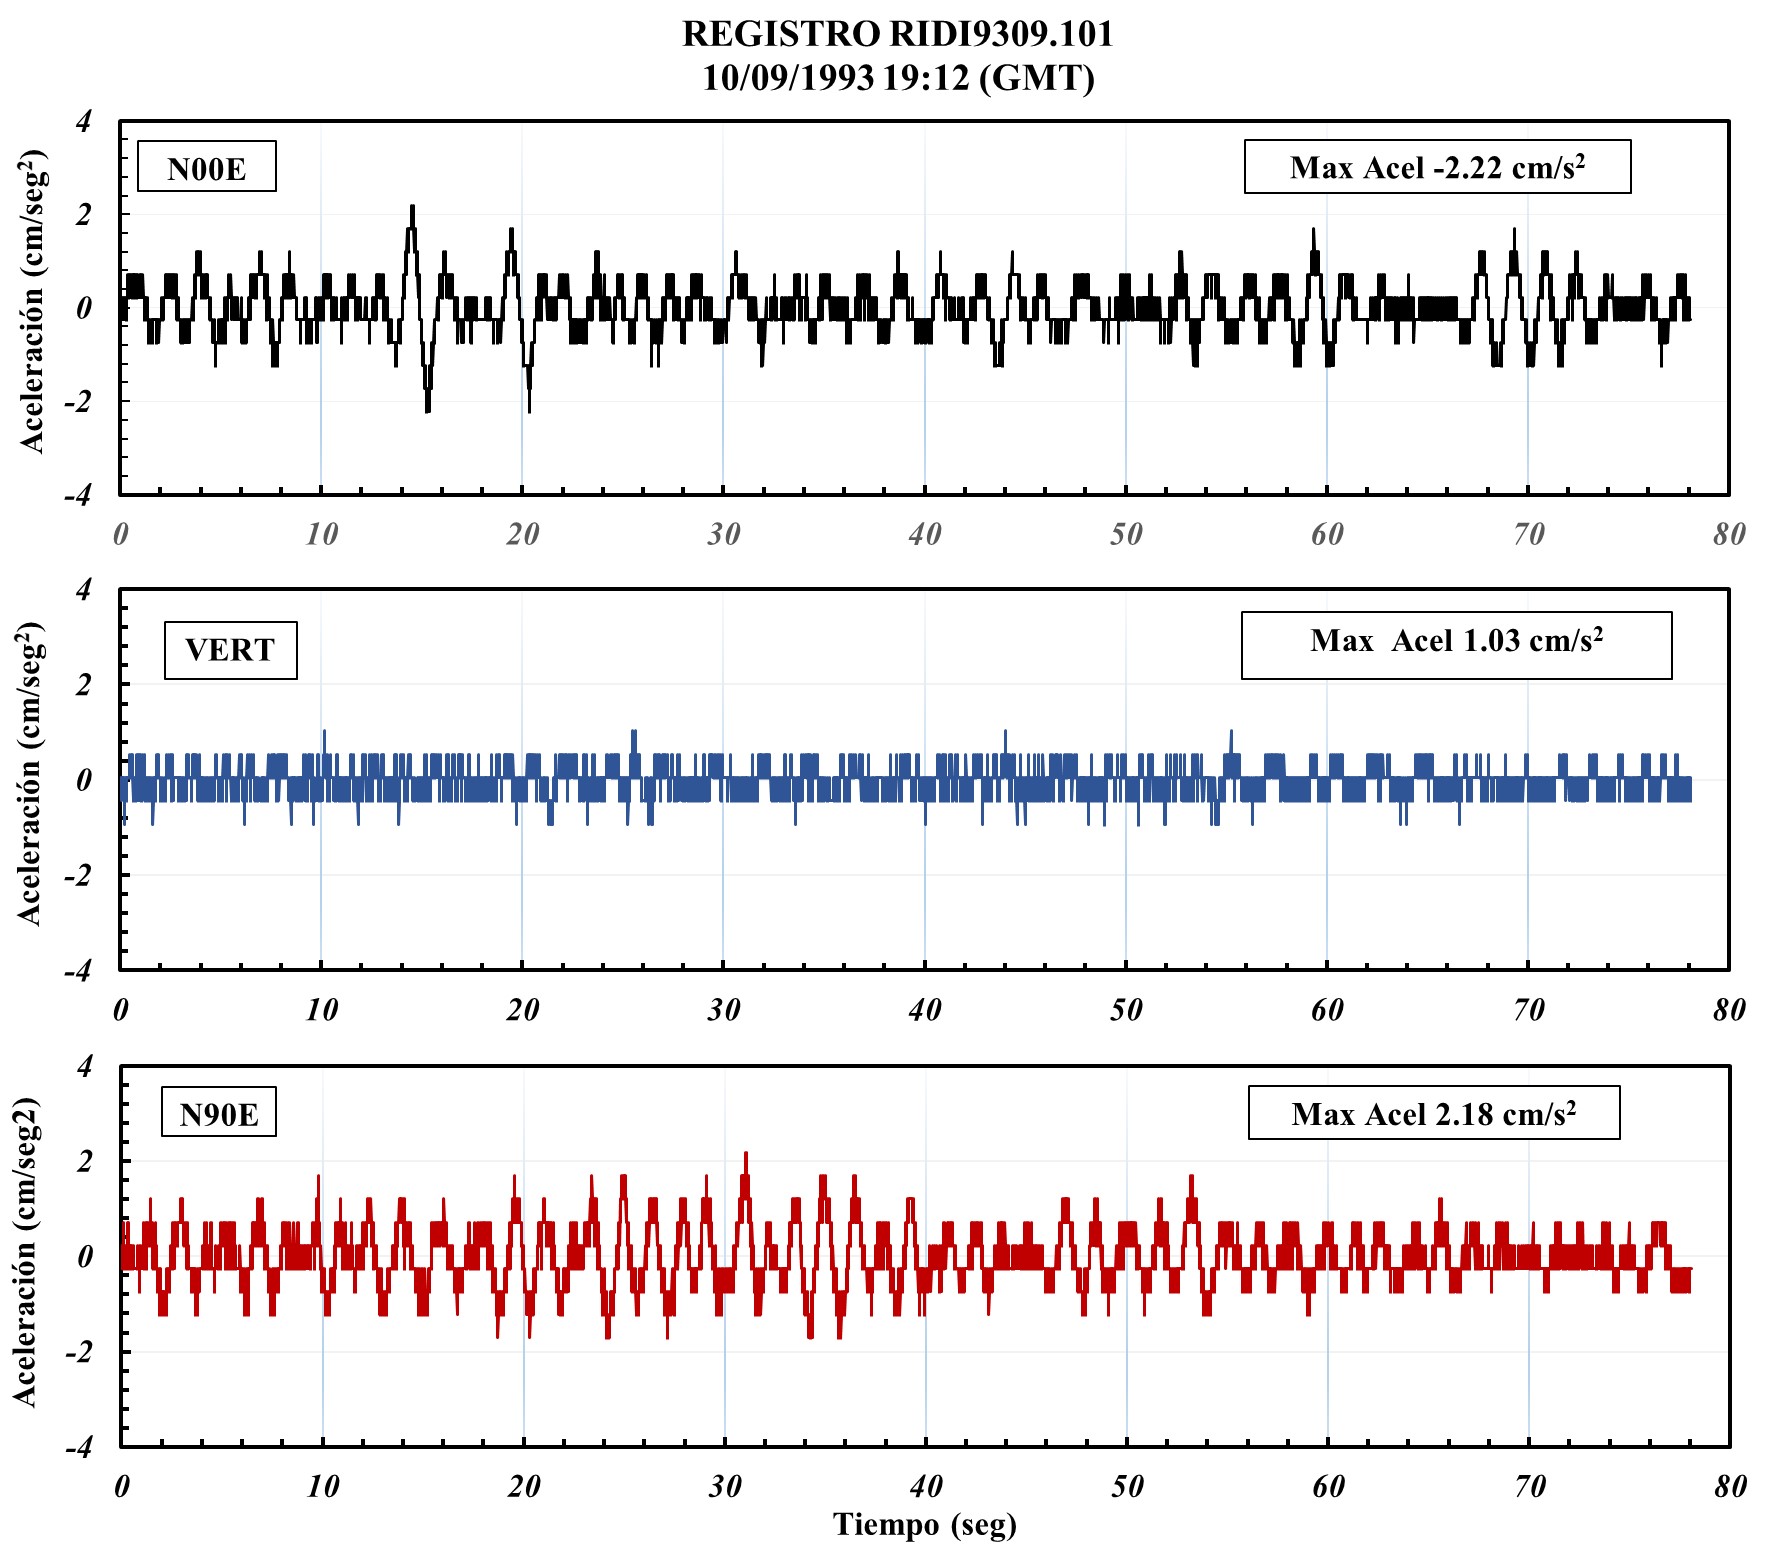 REGISTRO RIDI9309.101
10/09/1993 19:12 (GMT)
Aceleración (cm/seg²)
N00E
Max Acel -2.22 cm/s²
4
2
0
-2
-4
0 10 20 30 40 50 60 70 80
Aceleración (cm/seg²)
VERT
Max Acel 1.03 cm/s²
4
2
0
-2
-4
0 10 20 30 40 50 60 70 80
Aceleración (cm/seg2)
N90E
Max Acel 2.18 cm/s²
4
2
0
-2
-4
0 10 20 30 40 50 60 70 80
Tiempo (seg)